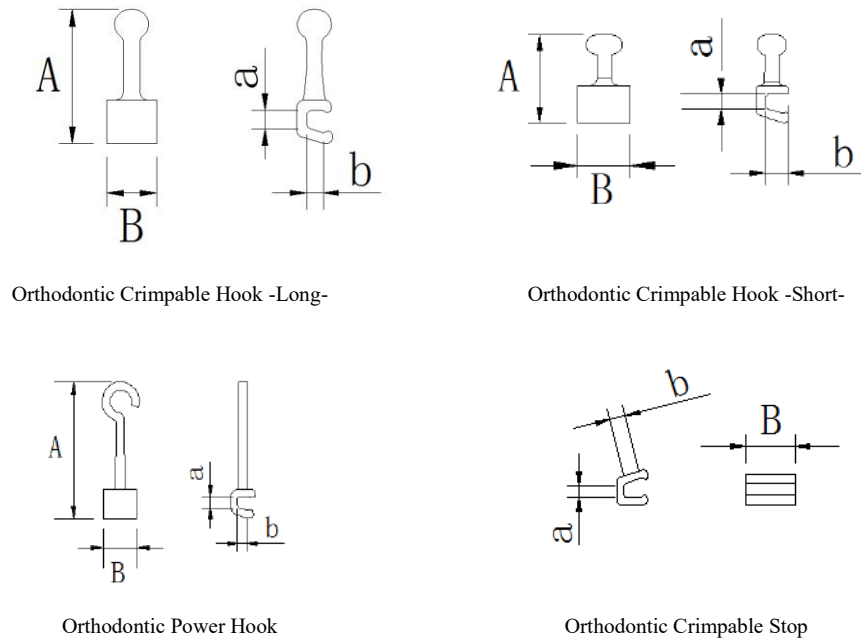 A
a
b
B
Orthodontic Crimpable Hook -Long-
A
a
b
B
Orthodontic Crimpable Hook -Short-
A
a
b
B
Orthodontic Power Hook
b
a
B
Orthodontic Crimpable Stop